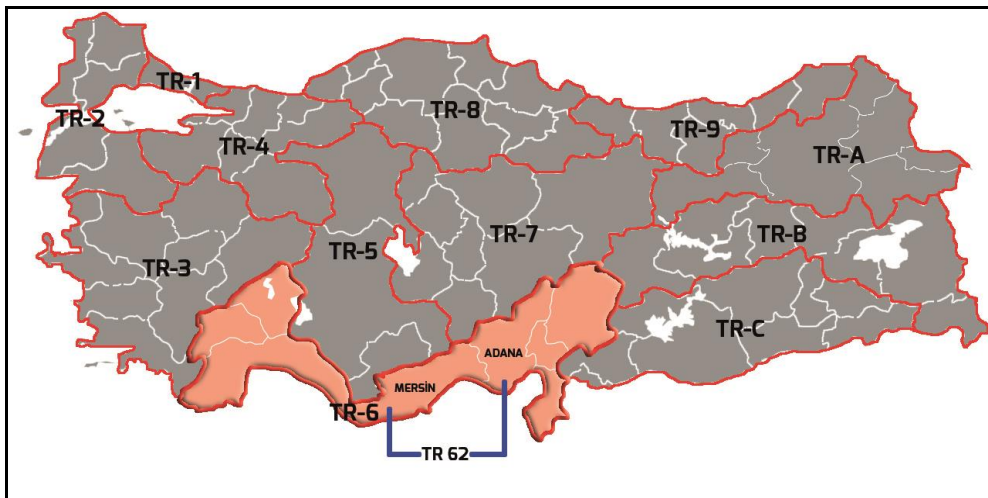 TR-1
TR-2
TR-8
TR-9
TR-4
TR-A
TR-B
TR-7
TR-5
TR-3
TR-C
ADANA
MERSİN
TR-6
TR 62